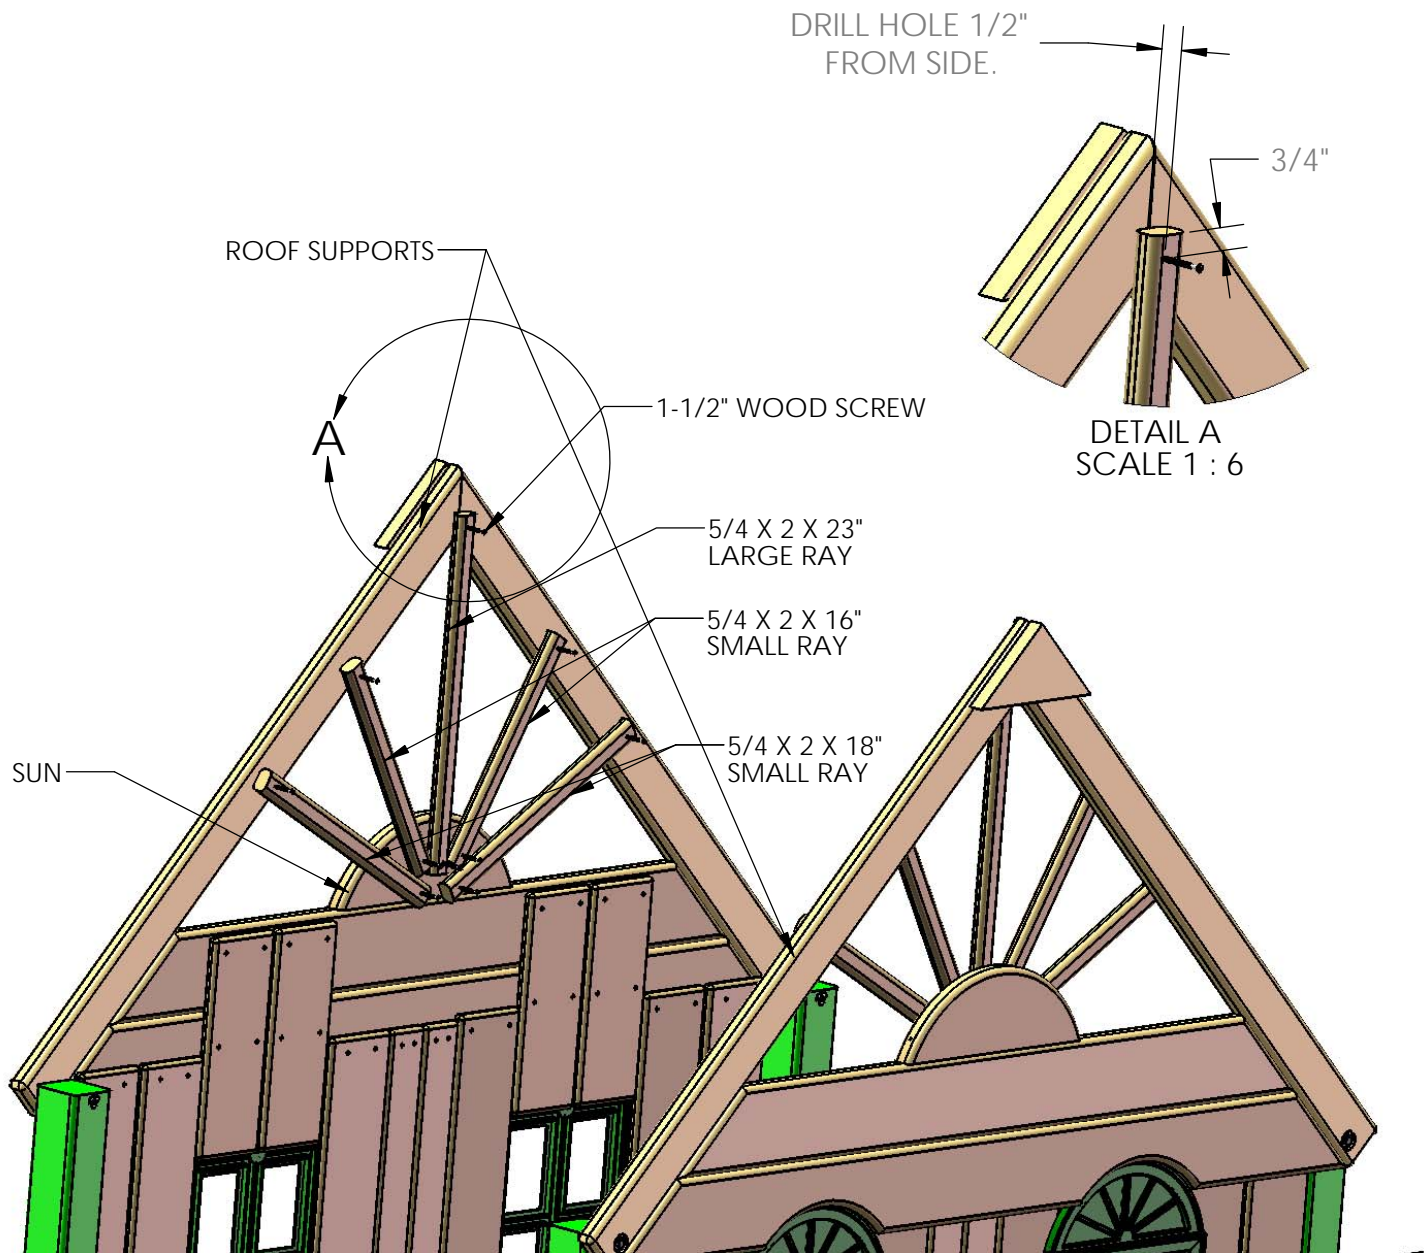 DRILL HOLE 1/2"
FROM SIDE.
3/4"
ROOF SUPPORTS
1-1/2" WOOD SCREW
A
DETAIL A
SCALE 1 : 6
5/4 X 2 X 23"
LARGE RAY
5/4 X 2 X 16"
SMALL RAY
5/4 X 2 X 18"
SMALL RAY
SUN